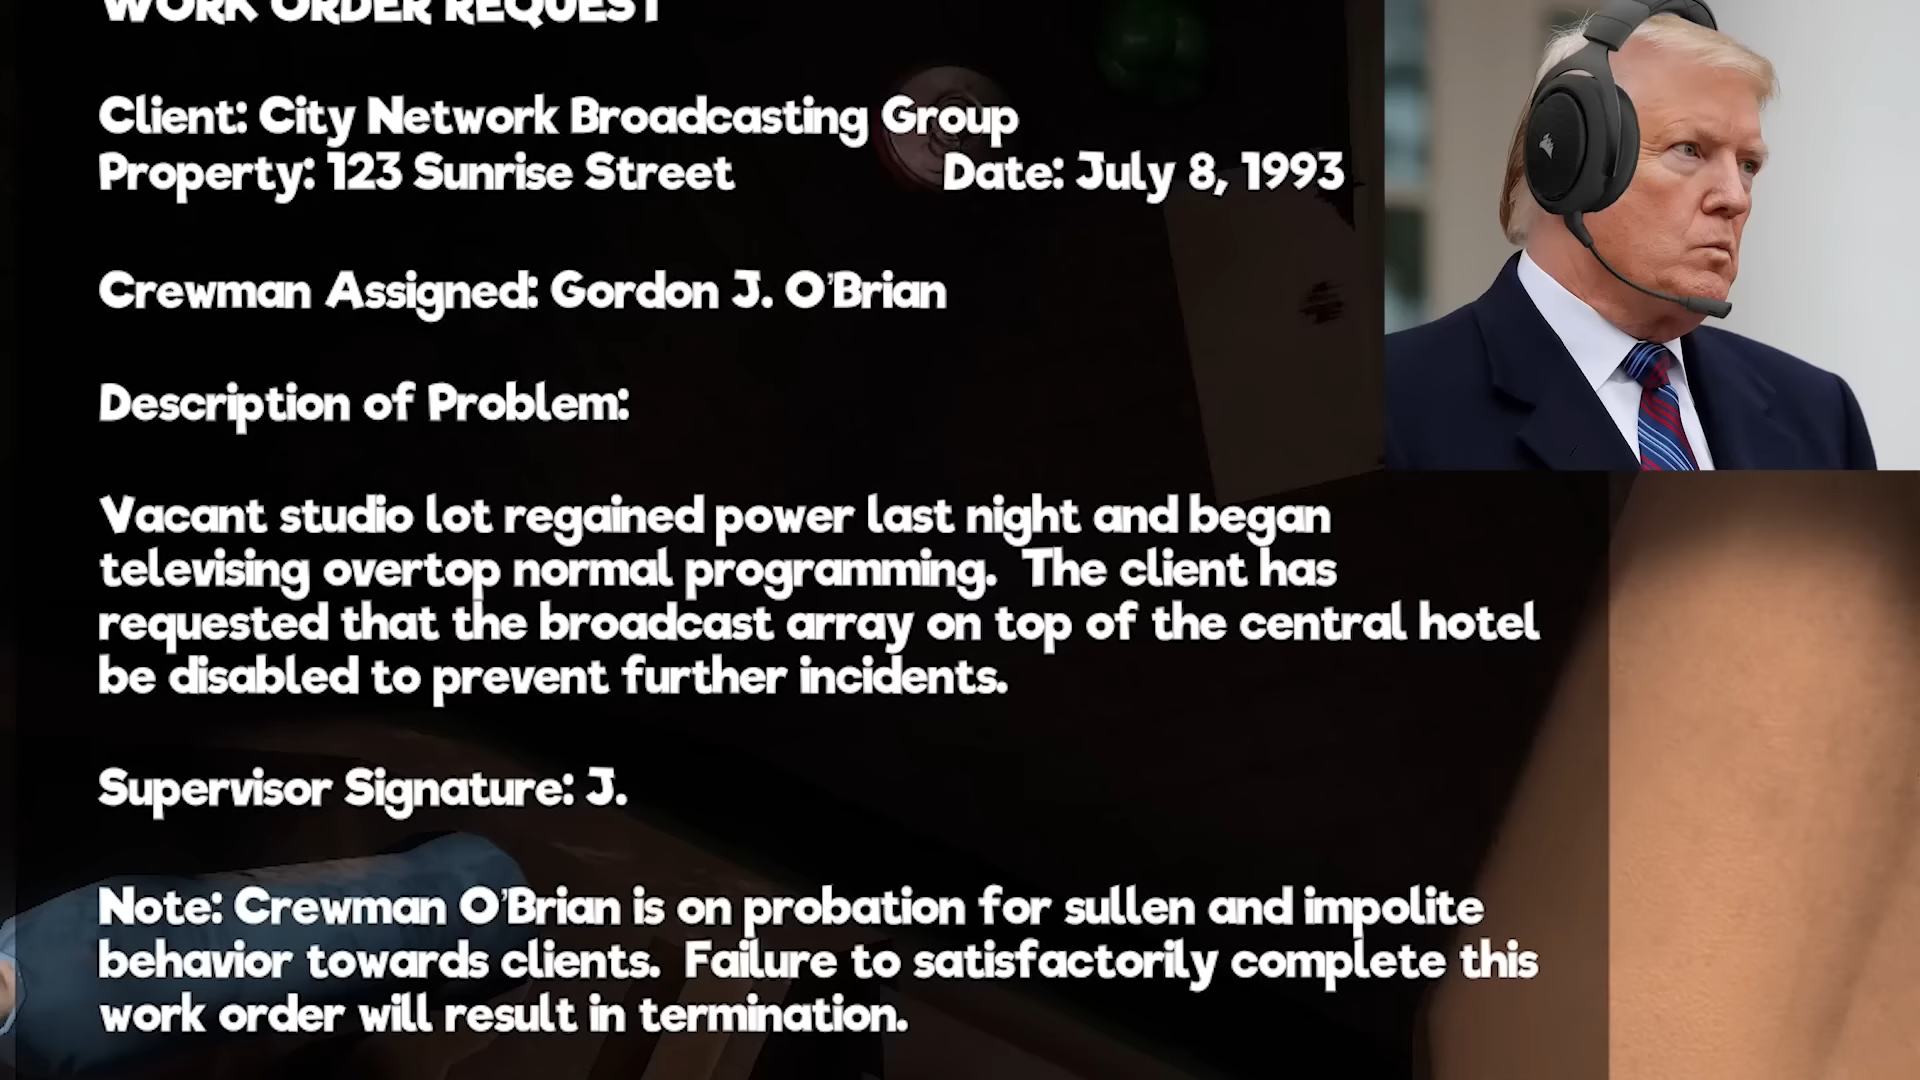 WORK ORDER REQUEST
Client: City Network Broadcasting Group
Property: 123 Sunrise Street Date: July 8, 1993
Crewman Assigned: Gordon J. O'Brian
Description of Problem:
Vacant studio lot regained power last night and began
televising overtop normal programming. The client has
requested that the broadcast array on top of the central hotel
be disabled to prevent further incidents.
Supervisor Signature: J.
Note: Crewman O'Brian is on probation for sullen and impolite
behavior towards clients. Failure to satisfactorily complete this
work order will result in termination.